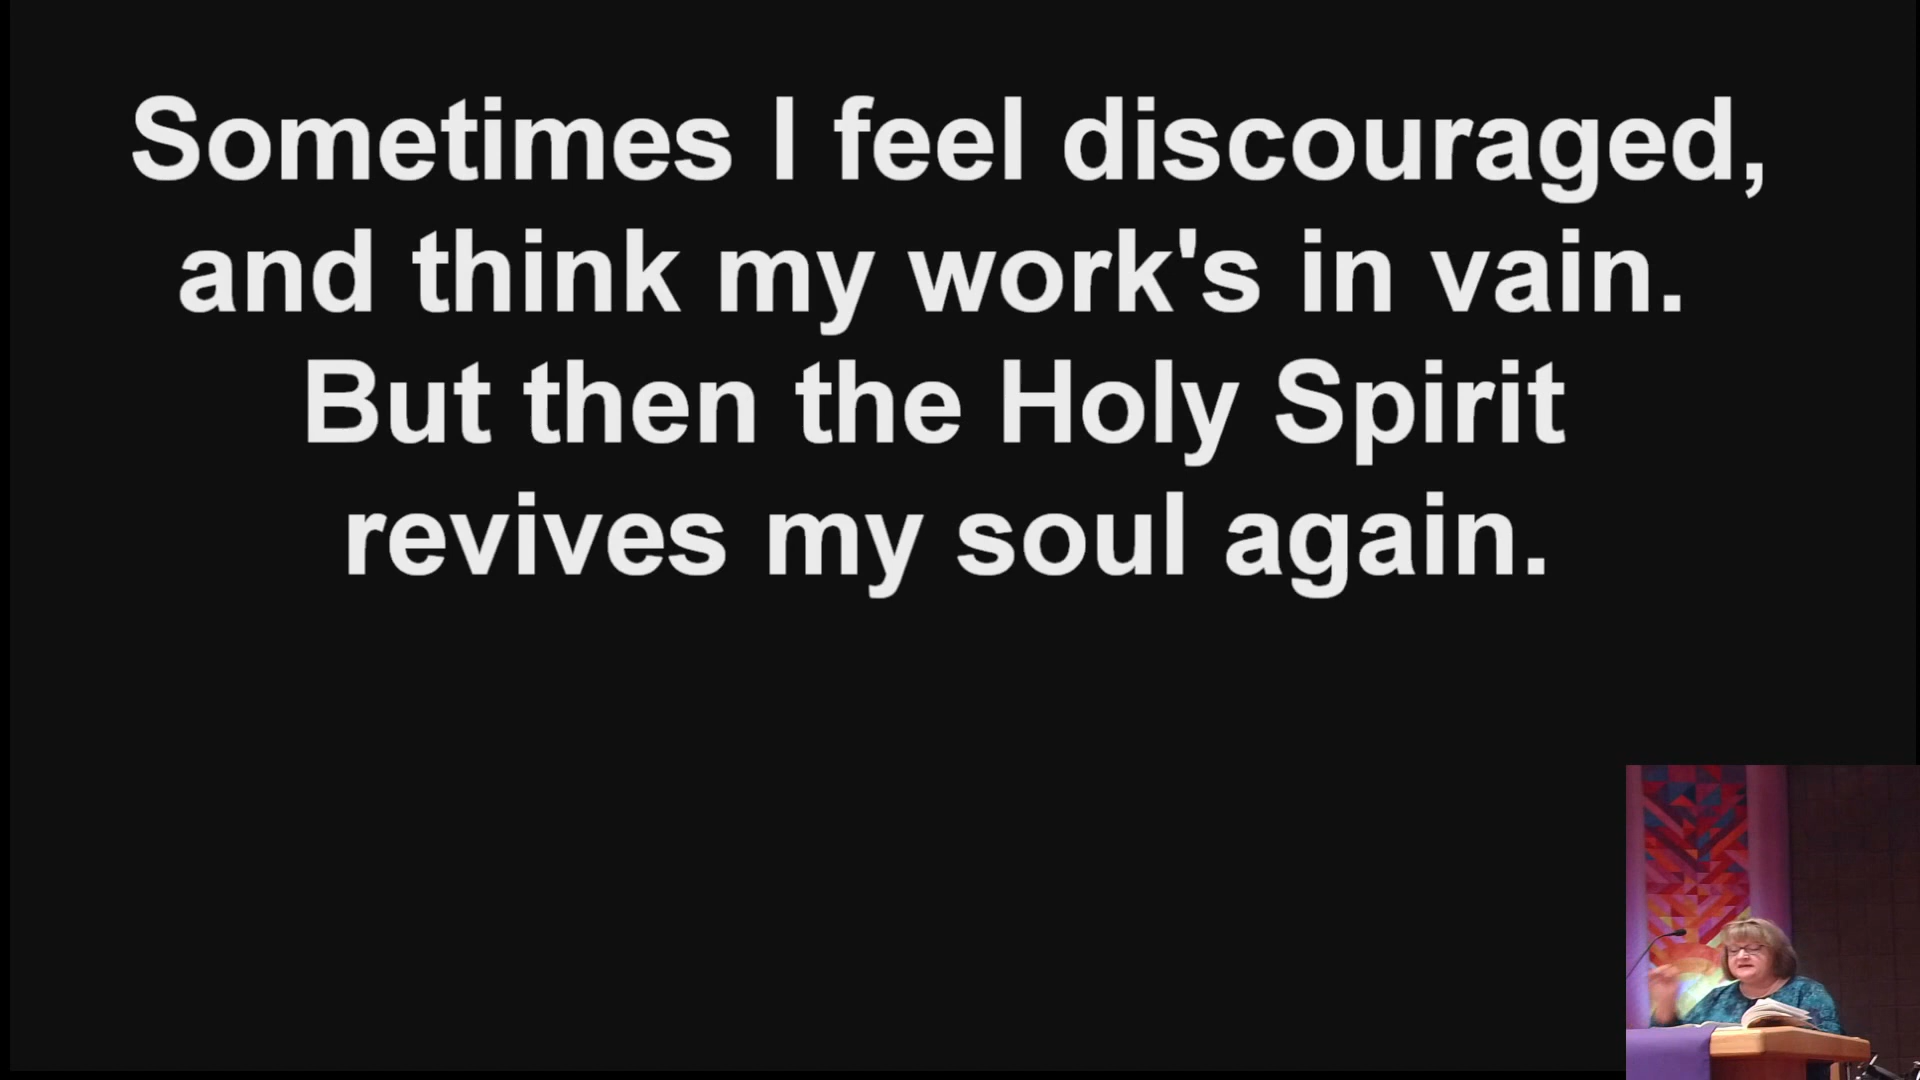 Sometimes I feel discouraged,
and think my work's in vain.
But then the Holy Spirit
revives my soul again.